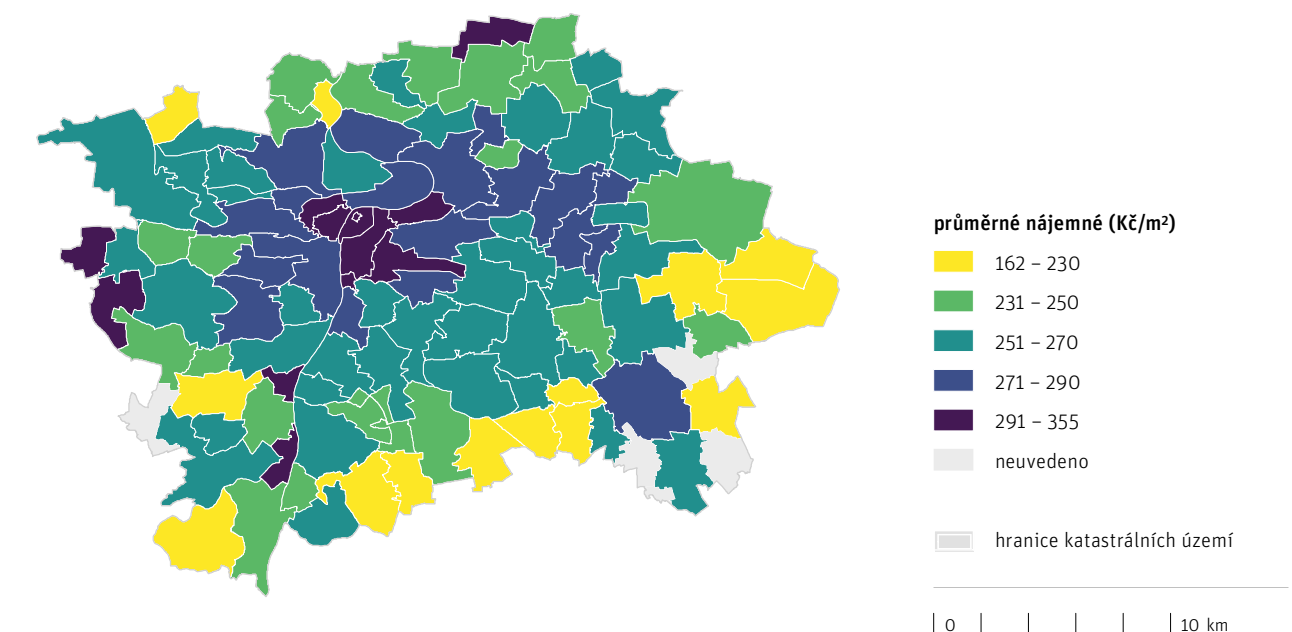 průměrné nájemné (Kč/m²)
162 – 230
231 – 250
251 – 270
271 – 290
291 – 355
neuvedeno
hranice katastrálních území
0 10 km